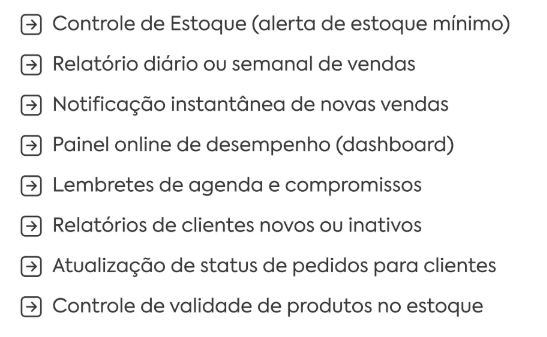 Controle de Estoque (alerta de estoque mínimo)
Relatório diário ou semanal de vendas
Notificação instantânea de novas vendas
Painel online de desempenho (dashboard)
Lembretes de agenda e compromissos
Relatórios de clientes novos ou inativos
Atualização de status de pedidos para clientes
Controle de validade de produtos no estoque